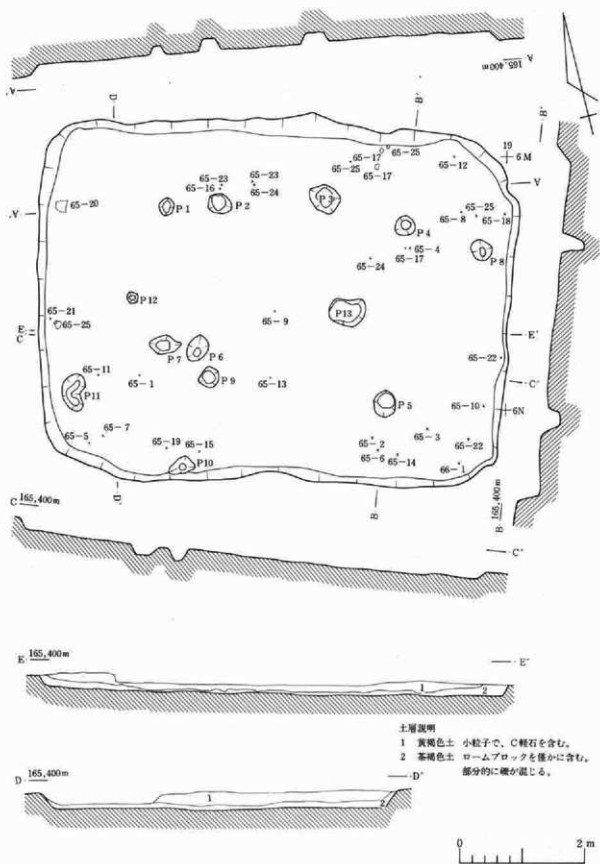 A
165,400m
A'
D
B'
B'
19
6M
65-17
65-25
65-25
65-17
65-12
65-23
65-23
65-16
65-24
V
P1
P2
P3
65-25
65-8
65-18
65-20
P4
V.
65-4
65-17
P8
65-24
P12
65-21
65-25
65-9
P13
E
C
E'
P7
P6
65-22
65-11
65-1
P9
65-13
C'
P11
P5
65-10
6N
65-7
65-5
65-2
65-3
65-22
65-19
65-15
65-6
65-14
66-1
P10
D'
B
165,400m
B
C
165,400m
C'
E
165,400m
E'
1
2
土層説明
1 黄褐色土 小粒子で、C軽石を含む。
2 茶褐色土 ロームブロックを僅かに含む。
部分的に礫が混じる。
D
165,400m
D'
1
2
0
2m